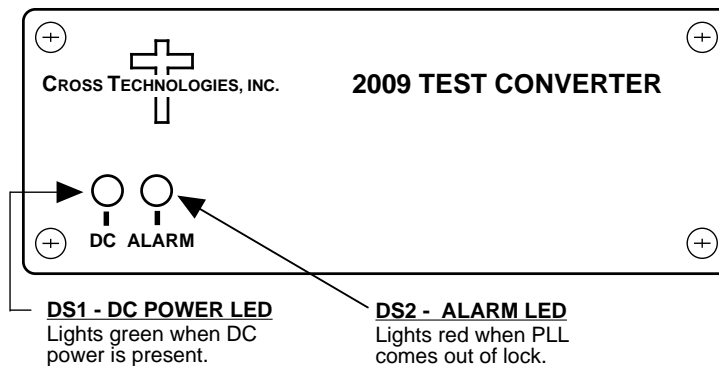 CROSS TECHNOLOGIES, INC.
2009 TEST CONVERTER
DC ALARM
DS1 - DC POWER LED
Lights green when DC
power is present.
DS2 - ALARM LED
Lights red when PLL
comes out of lock.